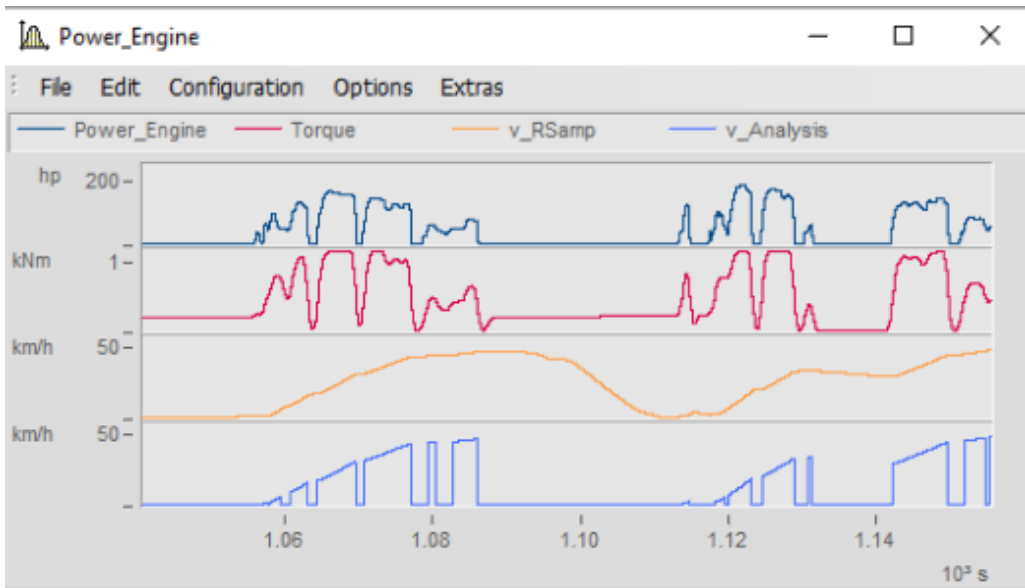 Power_Engine
File Edit Configuration Options Extras
Power_Engine Torque v_RSamp v_Analysis
hp 200
kNm 1
km/h 50
km/h 50
1.06 1.08 1.10 1.12 1.14
10³ s